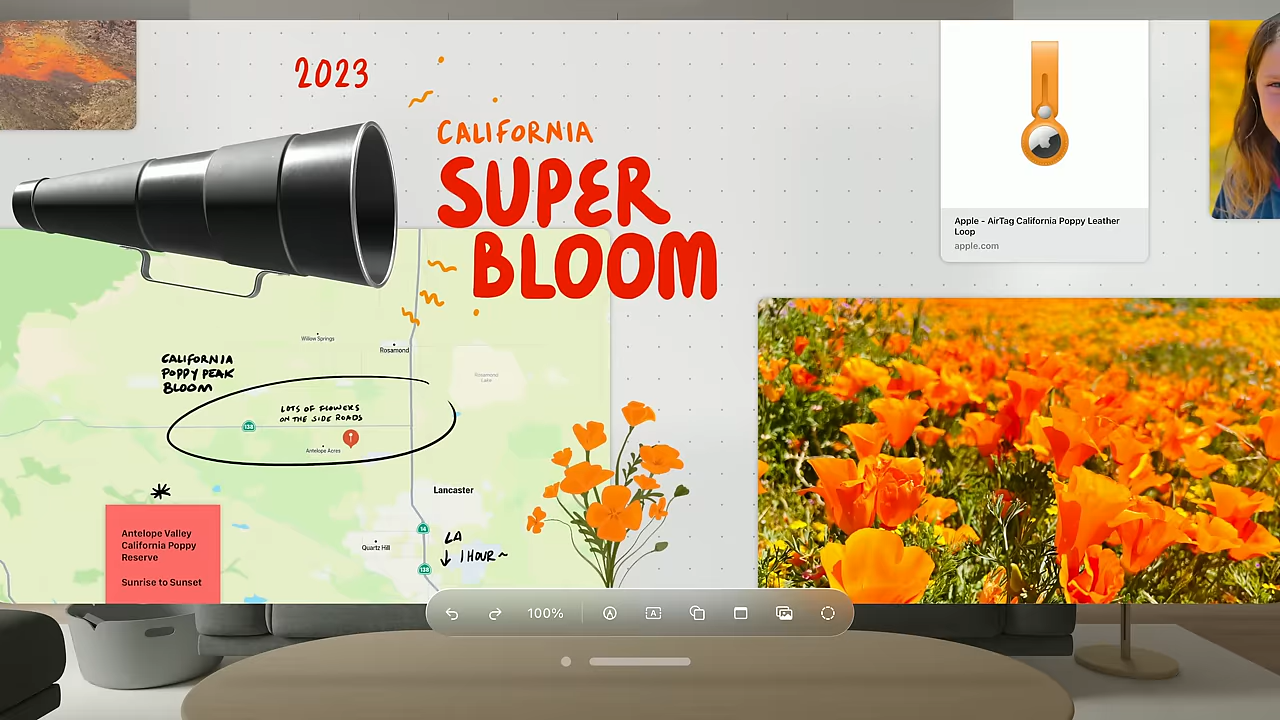 2023
CALIFORNIA
SUPER
BLOOM
Apple - AirTag California Poppy Leather
Loop
apple.com
Willow Springs
Rosamond
Rosamond
Lake
CALIFORNIA
POPPY PEAK
BLOOM
LOTS OF FLOWERS
ON THE SIDE ROADS
138
Antelope Acres
Lancaster
14
Quartz Hill
LA
↓ 1 HOUR~
138
Antelope Valley
California Poppy
Reserve
Sunrise to Sunset
100%